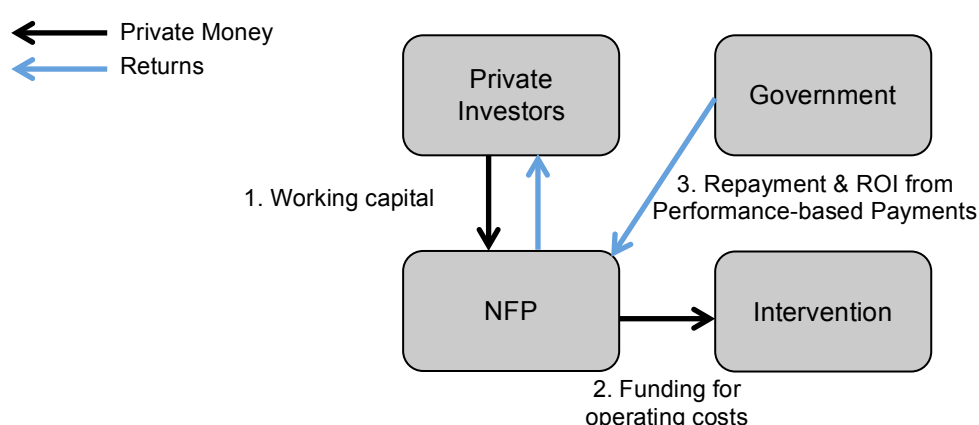 Private Money
Returns
Private
Investors
Government
1. Working capital
3. Repayment & ROI from
Performance-based Payments
NFP
Intervention
2. Funding for
operating costs